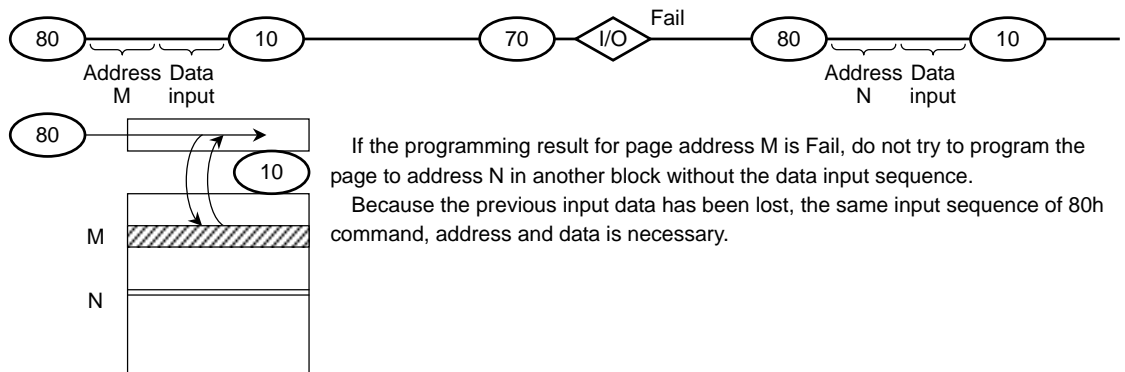 Fail
80 10 70 I/O 80 10
Address Data Address Data
M input N input
80
If the programming result for page address M is Fail, do not try to program the
page to address N in another block without the data input sequence.
10
Because the previous input data has been lost, the same input sequence of 80h
command, address and data is necessary.
M
N